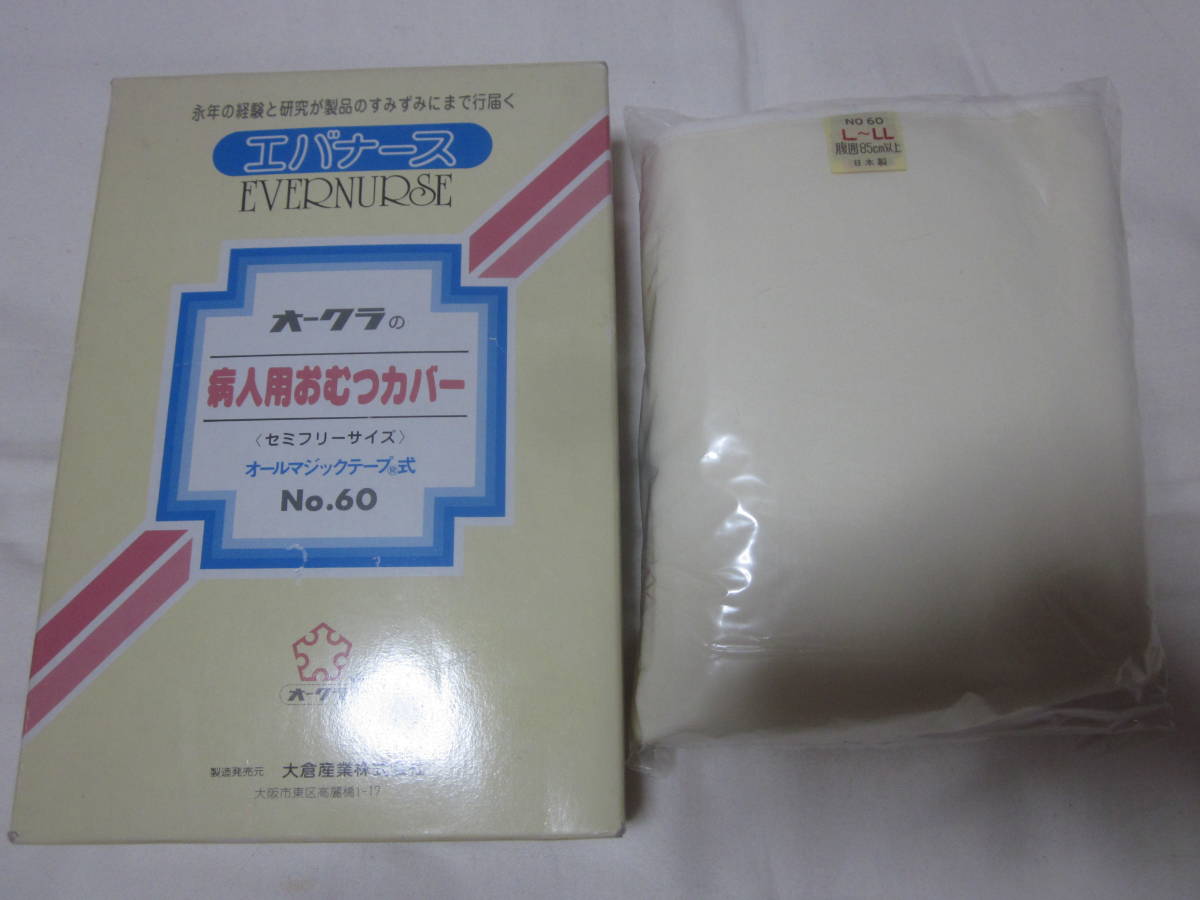 永年の経験と研究が製品のすみずみにまで行届く
エバナース
EVERNURSE
オークラの
病人用おむつカバー
〈セミフリーサイズ〉
オールマジックテープ®式
No.60
オークラ
製造発売元 大倉産業株式会社
大阪市東区高麗橋1-17
NO 60
L~LL
腹囲85cm以上
日本製